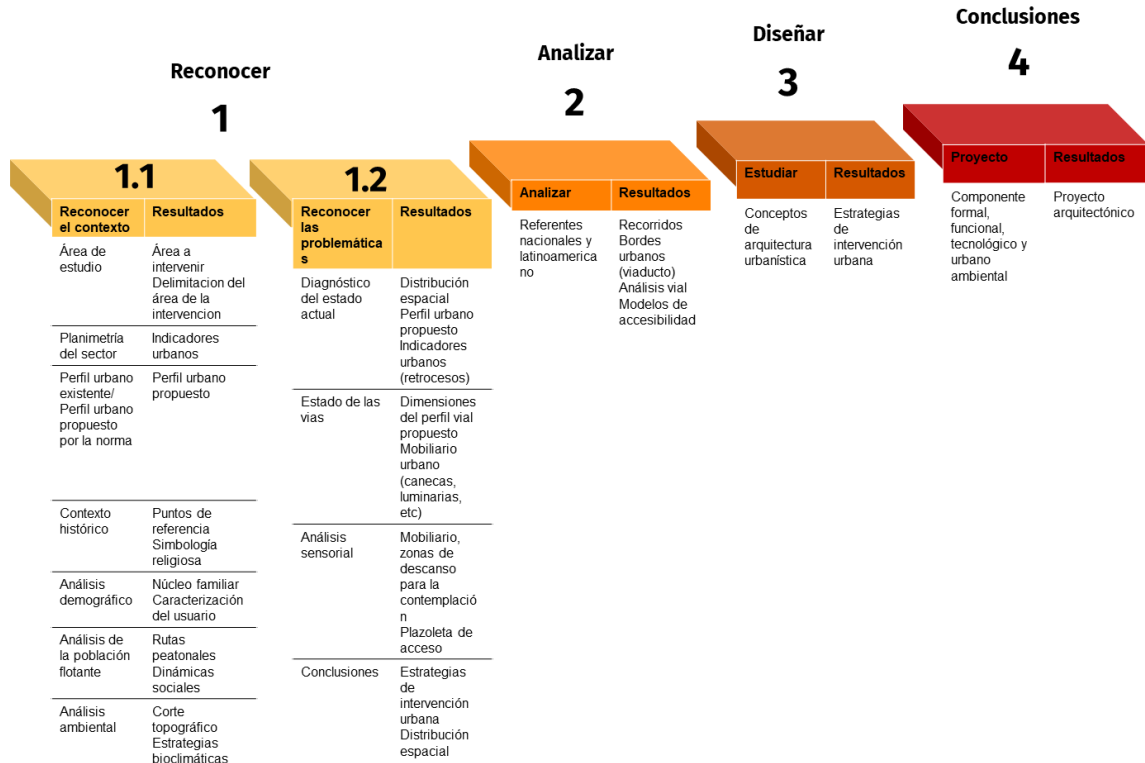 Reconocer
1
1.1
Reconocer
el contexto
Resultados
Área de
estudio
Área a
intervenir
Delimitacion del
área de la
intervencion
Planimetría
del sector
Indicadores
urbanos
Perfil urbano
existente/
Perfil urbano
propuesto
por la norma
Perfil urbano
propuesto
Contexto
histórico
Puntos de
referencia
Simbología
religiosa
Análisis
demográfico
Núcleo familiar
Caracterización
del usuario
Análisis de
la población
flotante
Rutas
peatonales
Dinámicas
sociales
Análisis
ambiental
Corte
topográfico
Estrategias
bioclimáticas
1.2
Reconocer
las
problemática
s
Resultados
Diagnóstico
del estado
actual
Distribución
espacial
Perfil urbano
propuesto
Indicadores
urbanos
(retrocesos)
Estado de las
vias
Dimensiones
del perfil vial
propuesto
Mobiliario
urbano
(canecas,
luminarias,
etc)
Análisis
sensorial
Mobiliario,
zonas de
descanso
para la
contemplació
n
Plazoleta de
acceso
Conclusiones
Estrategias
de
intervención
urbana
Distribución
espacial
Analizar
2
Analizar
Resultados
Referentes
nacionales y
latinoamerica
no
Recorridos
Bordes
urbanos
(viaducto)
Análisis vial
Modelos de
accesibilidad
Diseñar
3
Estudiar
Resultados
Conceptos
de
arquitectura
urbanística
Estrategias
de
intervención
urbana
Conclusiones
4
Proyecto
Resultados
Componente
formal,
funcional,
tecnológico y
urbano
ambiental
Proyecto
arquitectónico